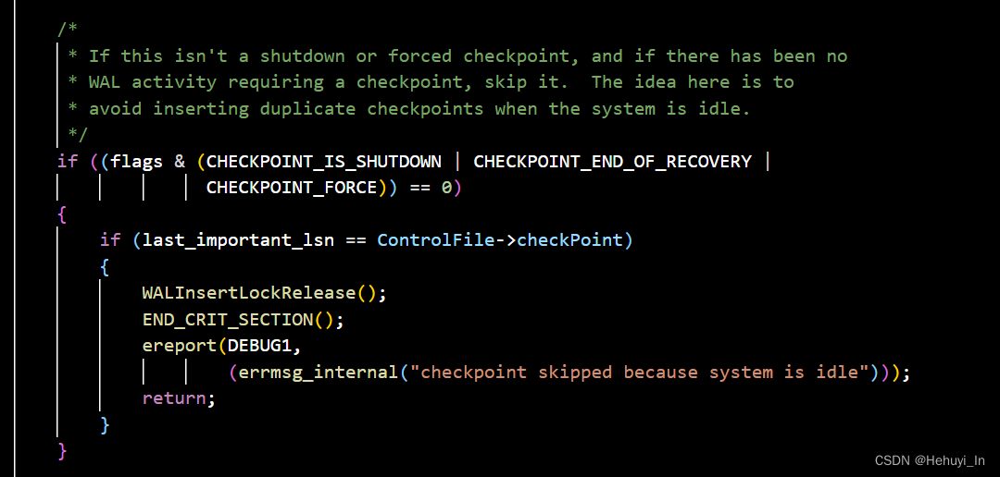 /*
* If this isn't a shutdown or forced checkpoint, and if there has been no
* WAL activity requiring a checkpoint, skip it.  The idea here is to
* avoid inserting duplicate checkpoints when the system is idle.
*/
if ((flags & (CHECKPOINT_IS_SHUTDOWN | CHECKPOINT_END_OF_RECOVERY |
CHECKPOINT_FORCE)) == 0)
{
if (last_important_lsn == ControlFile->checkPoint)
{
WALInsertLockRelease();
END_CRIT_SECTION();
ereport(DEBUG1,
(errmsg_internal("checkpoint skipped because system is idle")));
return;
}
}
CSDN @Hehuyi_In